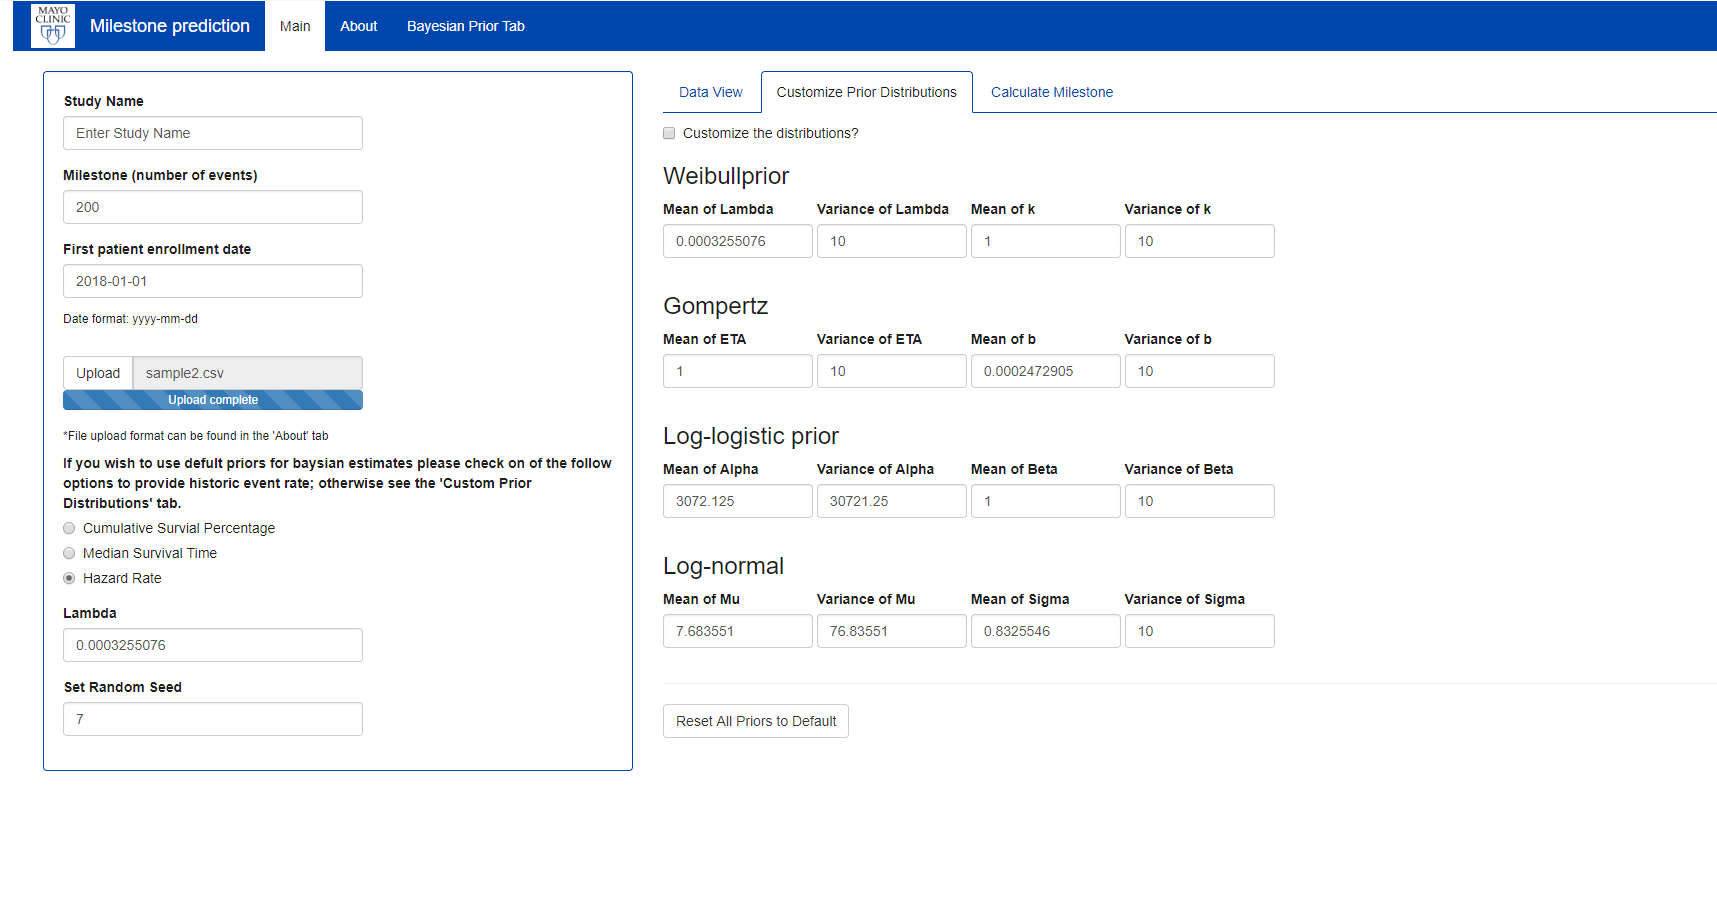 MAYO
CLINIC
Milestone prediction
Main
About
Bayesian Prior Tab
Study Name
Enter Study Name
Milestone (number of events)
200
First patient enrollment date
2018-01-01
Date format: yyyy-mm-dd
Upload
sample2.csv
Upload complete
*File upload format can be found in the 'About' tab
If you wish to use defult priors for baysian estimates please check on of the follow
options to provide historic event rate; otherwise see the 'Custom Prior
Distributions' tab.
Cumulative Survial Percentage
Median Survival Time
Hazard Rate
Lambda
0.0003255076
Set Random Seed
7
Data View
Customize Prior Distributions
Calculate Milestone
Customize the distributions?
Weibullprior
Mean of Lambda
Variance of Lambda
Mean of k
Variance of k
0.0003255076
10
1
10
Gompertz
Mean of ETA
Variance of ETA
Mean of b
Variance of b
1
10
0.0002472905
10
Log-logistic prior
Mean of Alpha
Variance of Alpha
Mean of Beta
Variance of Beta
3072.125
30721.25
1
10
Log-normal
Mean of Mu
Variance of Mu
Mean of Sigma
Variance of Sigma
7.683551
76.83551
0.8325546
10
Reset All Priors to Default